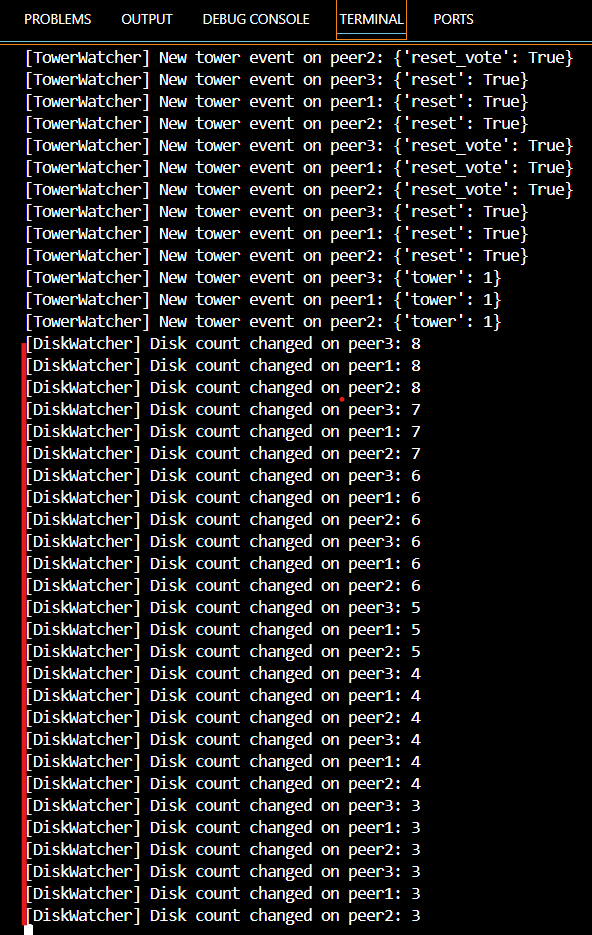 PROBLEMS OUTPUT DEBUG CONSOLE TERMINAL PORTS
[TowerWatcher] New tower event on peer2: {'reset_vote': True}
[TowerWatcher] New tower event on peer3: {'reset': True}
[TowerWatcher] New tower event on peer1: {'reset': True}
[TowerWatcher] New tower event on peer2: {'reset': True}
[TowerWatcher] New tower event on peer3: {'reset_vote': True}
[TowerWatcher] New tower event on peer1: {'reset_vote': True}
[TowerWatcher] New tower event on peer2: {'reset_vote': True}
[TowerWatcher] New tower event on peer3: {'reset': True}
[TowerWatcher] New tower event on peer1: {'reset': True}
[TowerWatcher] New tower event on peer2: {'reset': True}
[TowerWatcher] New tower event on peer3: {'tower': 1}
[TowerWatcher] New tower event on peer1: {'tower': 1}
[TowerWatcher] New tower event on peer2: {'tower': 1}
[DiskWatcher] Disk count changed on peer3: 8
[DiskWatcher] Disk count changed on peer1: 8
[DiskWatcher] Disk count changed on peer2: 8
[DiskWatcher] Disk count changed on peer3: 7
[DiskWatcher] Disk count changed on peer1: 7
[DiskWatcher] Disk count changed on peer2: 7
[DiskWatcher] Disk count changed on peer3: 6
[DiskWatcher] Disk count changed on peer1: 6
[DiskWatcher] Disk count changed on peer2: 6
[DiskWatcher] Disk count changed on peer3: 6
[DiskWatcher] Disk count changed on peer1: 6
[DiskWatcher] Disk count changed on peer2: 6
[DiskWatcher] Disk count changed on peer3: 5
[DiskWatcher] Disk count changed on peer1: 5
[DiskWatcher] Disk count changed on peer2: 5
[DiskWatcher] Disk count changed on peer3: 4
[DiskWatcher] Disk count changed on peer1: 4
[DiskWatcher] Disk count changed on peer2: 4
[DiskWatcher] Disk count changed on peer3: 4
[DiskWatcher] Disk count changed on peer1: 4
[DiskWatcher] Disk count changed on peer2: 4
[DiskWatcher] Disk count changed on peer3: 3
[DiskWatcher] Disk count changed on peer1: 3
[DiskWatcher] Disk count changed on peer2: 3
[DiskWatcher] Disk count changed on peer3: 3
[DiskWatcher] Disk count changed on peer1: 3
[DiskWatcher] Disk count changed on peer2: 3